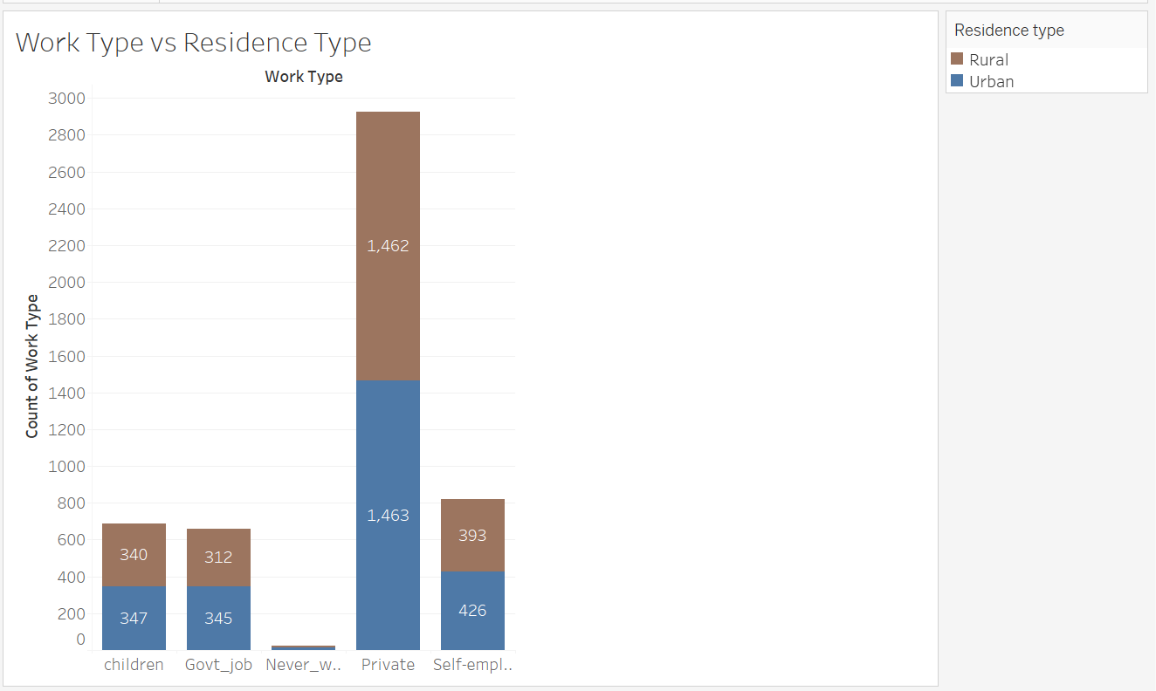 Work Type vs Residence Type
Work Type
Count of Work Type
3000
2800
2600
2400
2200
2000
1800
1600
1400
1200
1000
800
600
400
200
0
1,462
1,463
340
347
312
345
393
426
children
Govt_job
Never_w..
Private
Self-empl..
Residence type
Rural
Urban